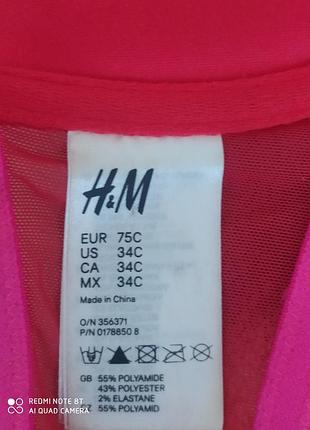 H&M
EUR 75C
US 34C
CA 34C
MX 34C
Made in China
O/N 356371
P/N 0178850 8
GB 55% POLYAMIDE
43% POLYESTER
2% ELASTANE
55% POLYAMID
REDMI NOTE 8T
AI QUAD CAMERA